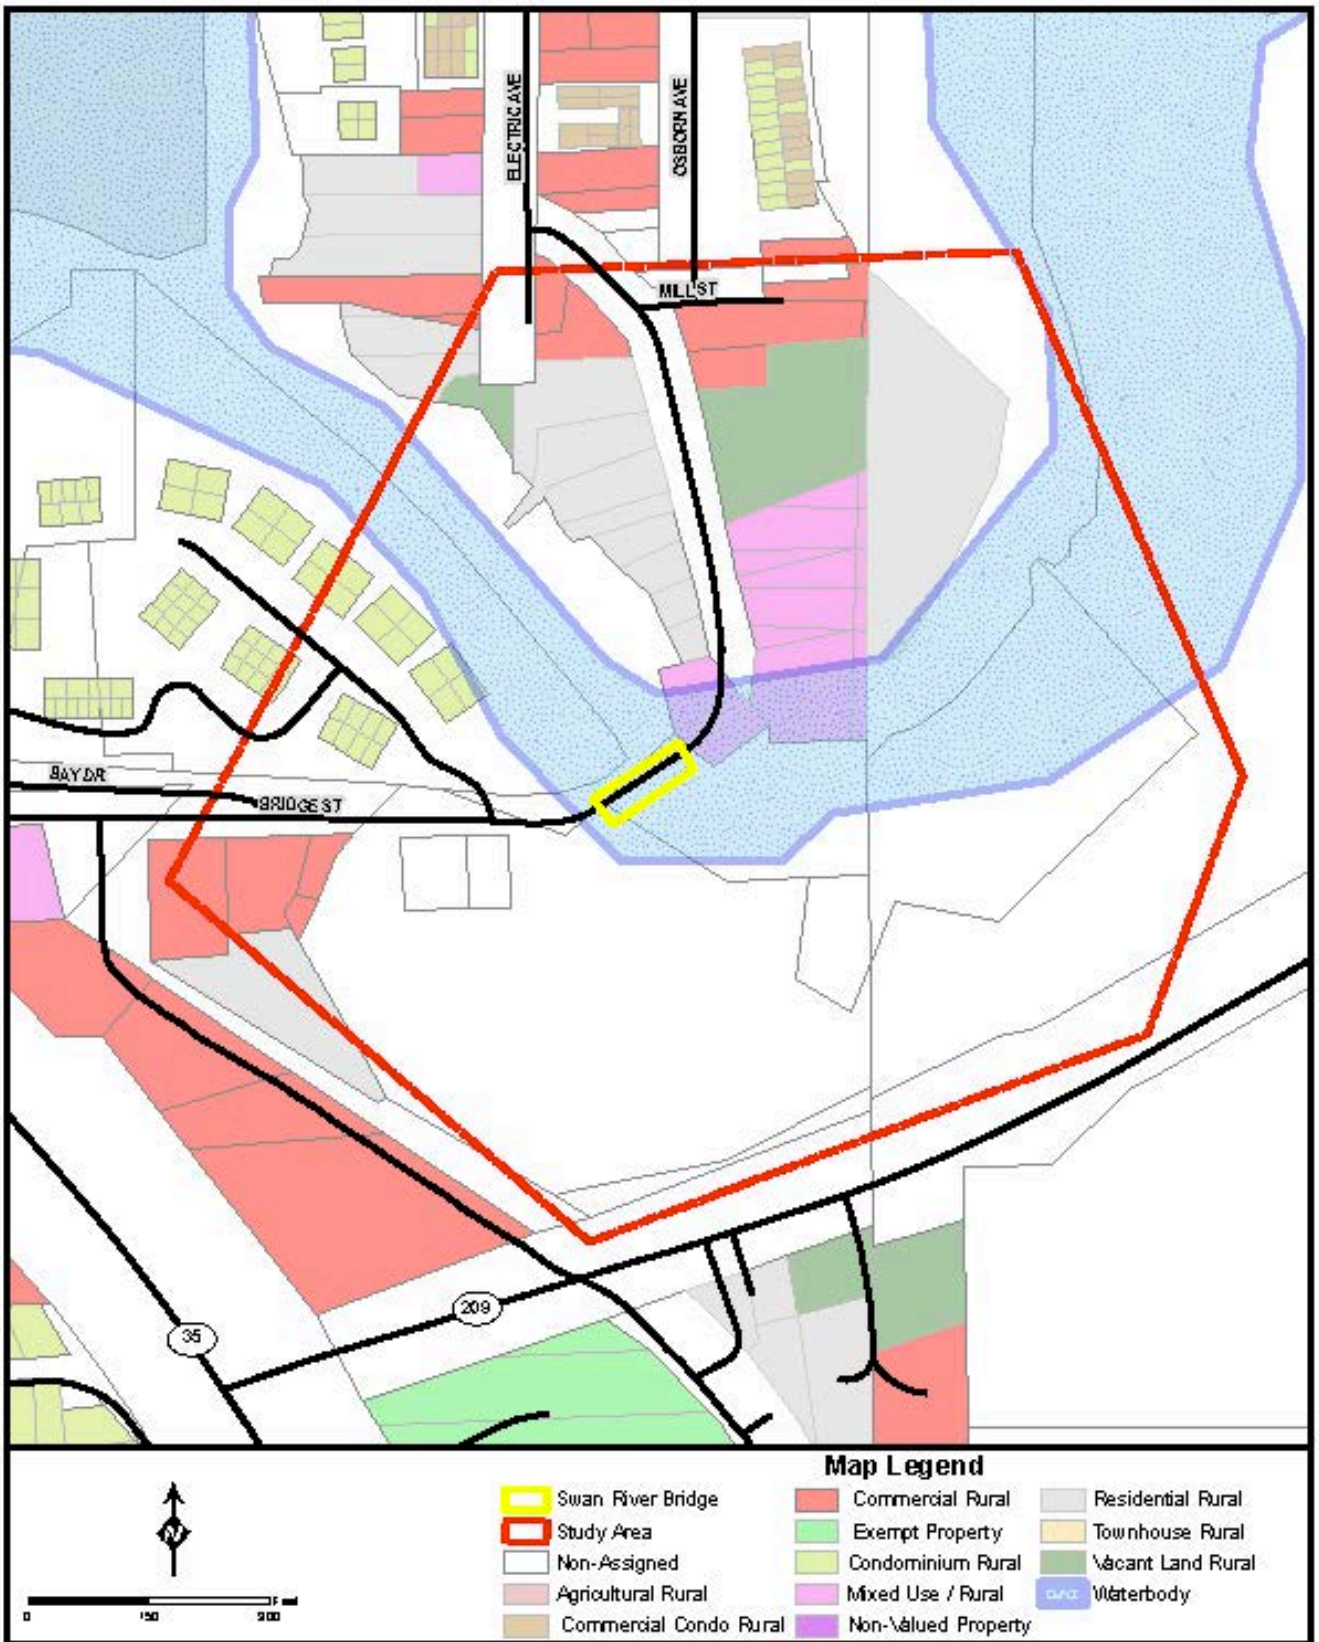 ELECTRIC AVE
OSBORN AVE
MILL ST
BAY DR
BRIDGE ST
209
35
Map Legend
Swan River Bridge
Study Area
Non-Assigned
Agricultural Rural
Commercial Condo Rural
Commercial Rural
Exempt Property
Condominium Rural
Mixed Use / Rural
Non-Valued Property
Residential Rural
Townhouse Rural
Vacant Land Rural
Waterbody
N
0 150 300